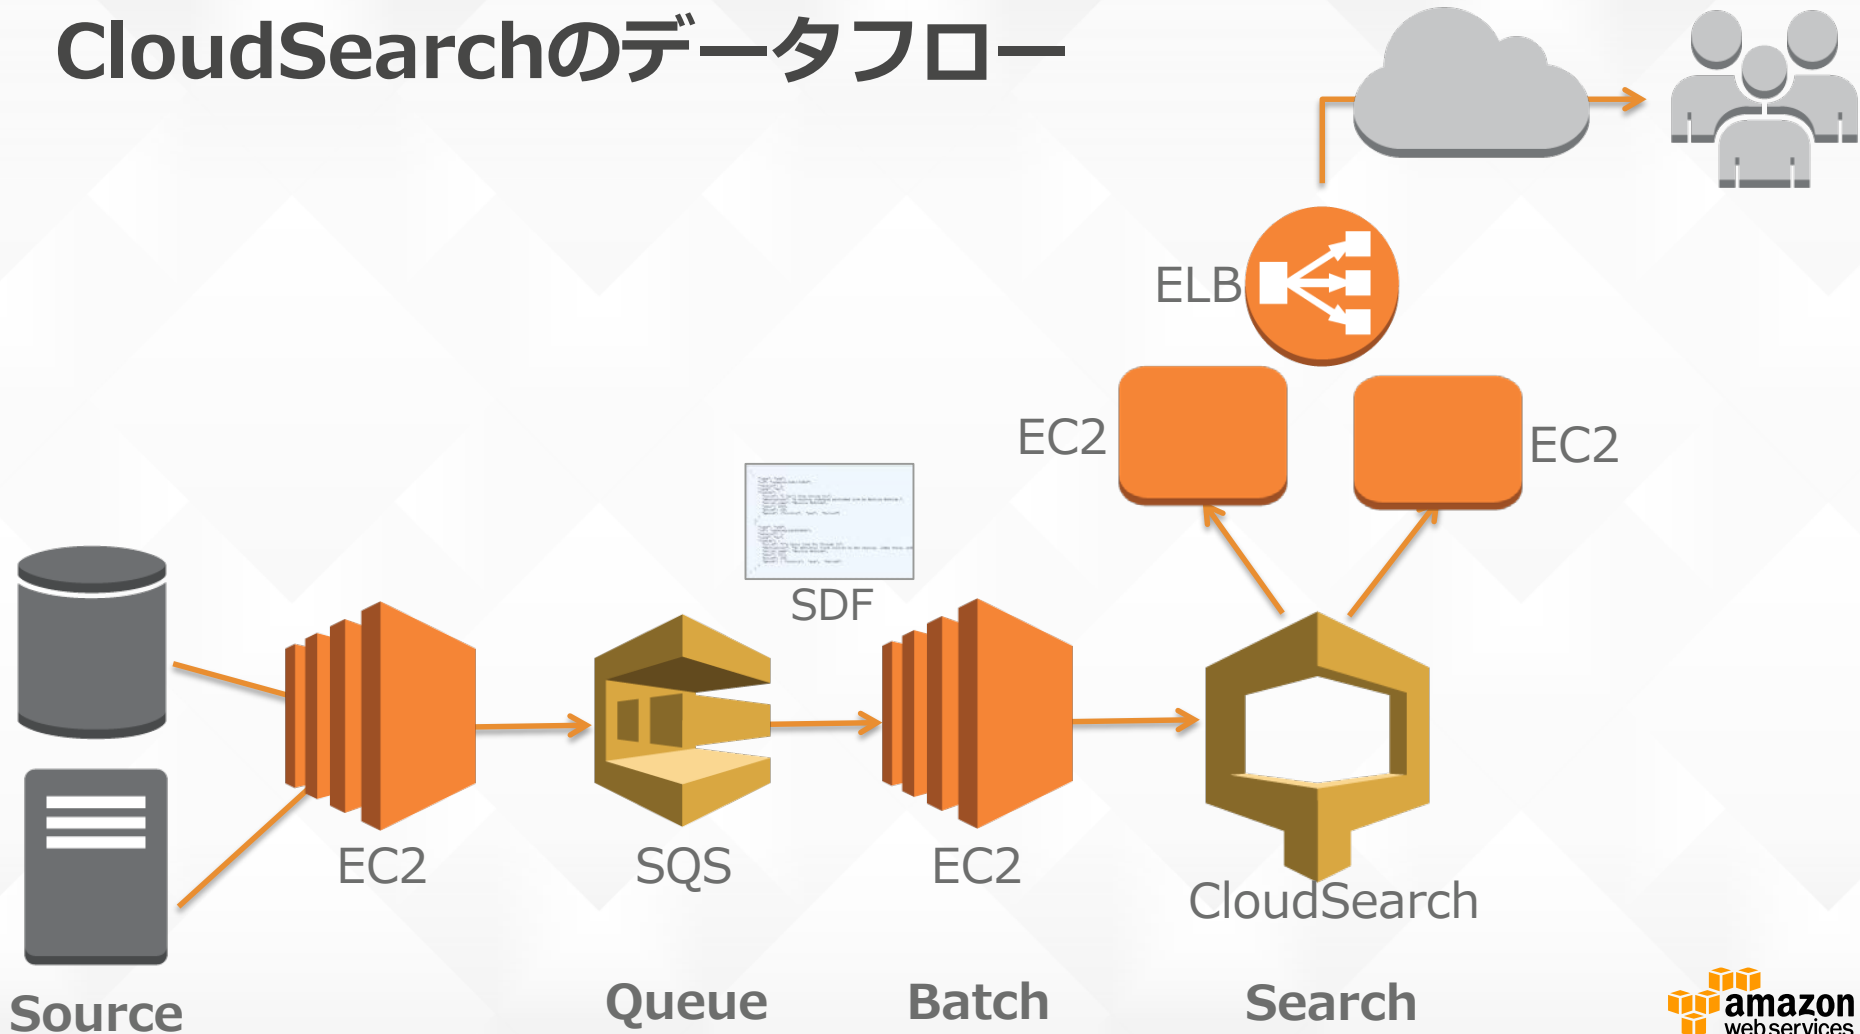 CloudSearchのデータフロー
ELB
EC2
EC2
SDF
EC2
SQS
EC2
CloudSearch
Source
Queue
Batch
Search
amazon
web services